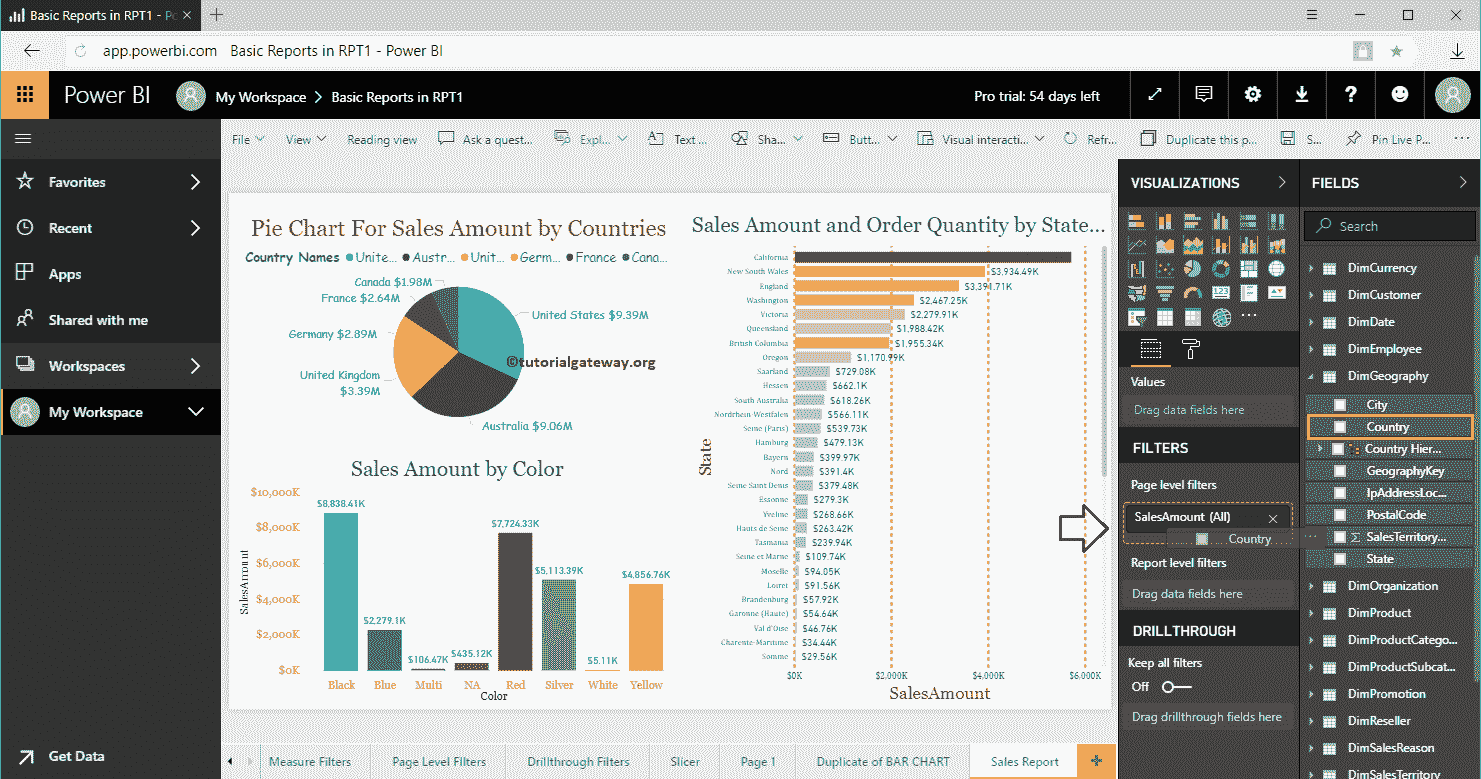 Basic Reports in RPT1 - Po
app.powerbi.com Basic Reports in RPT1 - Power BI
Power BI
My Workspace > Basic Reports in RPT1
Pro trial: 54 days left
File View Reading view Ask a quest... Expl... Text ... Sha... Butt... Visual interacti... Refr... Duplicate this p... S... Pin Live P... ...
Favorites
Recent
Apps
Shared with me
Workspaces
My Workspace
Get Data
Pie Chart For Sales Amount by Countries
Country Names Unite... Austr... Unit... Germ... France Cana...
Canada $1.98M
France $2.64M
Germany $2.89M
United Kingdom
$3.39M
United States $9.39M
Australia $9.06M
©tutorialgateway.org
Sales Amount by Color
SalesAmount
$10,000K
$8,000K
$6,000K
$4,000K
$2,000K
$0K
$8,838.41K
$2,279.1K
$106.47K
$435.12K
$7,724.33K
$5,113.39K
$5.11K
$4,856.76K
Black Blue Multi NA Red Silver White Yellow
Color
Sales Amount and Order Quantity by State...
State
California
New South Wales $3,934.49K
England $3,391.71K
Washington $2,467.25K
Victoria $2,279.91K
Queensland $1,988.42K
British Columbia $1,955.34K
Oregon $1,170.99K
Saarland $729.08K
Hessen $662.1K
South Australia $618.26K
Nordrhein-Westfalen $566.11K
Seine (Paris) $539.73K
Hamburg $479.13K
Bayern $399.97K
Nord $391.4K
Seine Saint Denis $379.48K
Essonne $279.3K
Yveline $268.66K
Hauts de Seine $263.42K
Tasmania $239.94K
Seine et Marne $109.74K
Moselle $94.05K
Loiret $91.56K
Brandenburg $57.92K
Garonne (Haute) $54.64K
Val d'Oise $46.76K
Charente-Maritime $34.44K
Somme $29.56K
$0K $2,000K $4,000K $6,000K
SalesAmount
Measure Filters Page Level Filters Drillthrough Filters Slicer Page 1 Duplicate of BAR CHART Sales Report
VISUALIZATIONS
Values
Drag data fields here
FILTERS
Page level filters
SalesAmount (All)
Country
Report level filters
Drag data fields here
DRILLTHROUGH
Keep all filters
Off
Drag drillthrough fields here
FIELDS
Search
DimCurrency
DimCustomer
DimDate
DimEmployee
DimGeography
City
Country
Country Hier...
GeographyKey
IpAddressLoc...
PostalCode
SalesTerritory...
State
DimOrganization
DimProduct
DimProductCatego...
DimProductSubcat...
DimPromotion
DimReseller
DimSalesReason
DimSalesTerritory